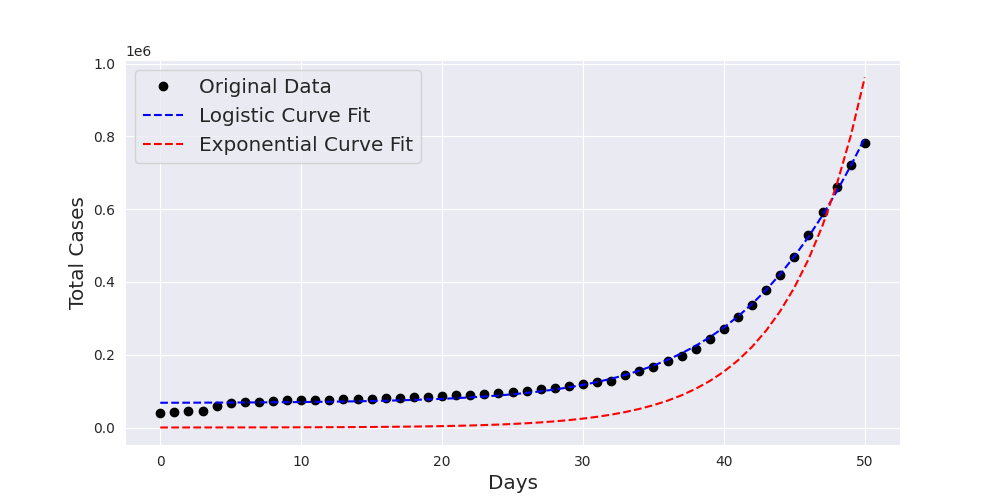 1e6
1.0
0.8
0.6
0.4
0.2
0.0
Total Cases
Original Data
Logistic Curve Fit
Exponential Curve Fit
0 10 20 30 40 50
Days